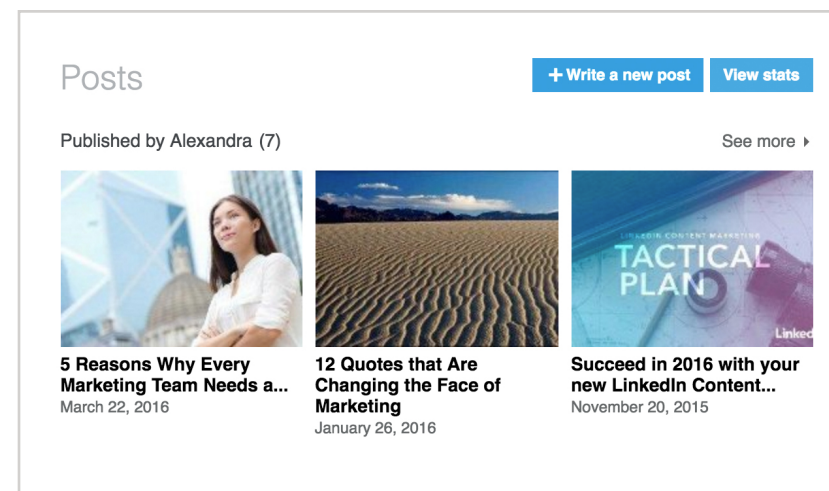 Posts
+ Write a new post
View stats
Published by Alexandra (7)
See more
LINKEDIN CONTENT MARKETING
TACTICAL
PLAN
Linked
5 Reasons Why Every
Marketing Team Needs a...
March 22, 2016
12 Quotes that Are
Changing the Face of
Marketing
January 26, 2016
Succeed in 2016 with your
new LinkedIn Content...
November 20, 2015